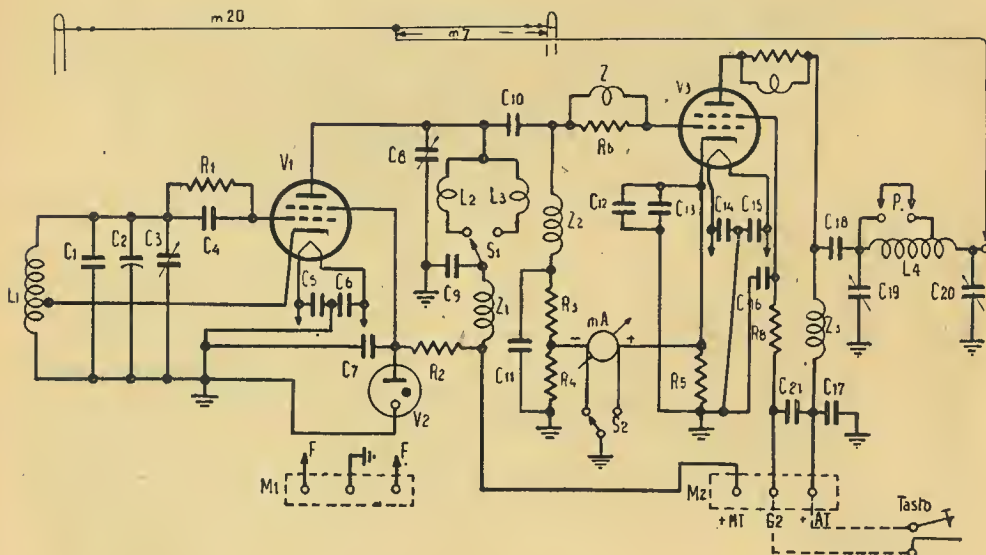 m 20
m 7
Z
V3
C10
R6
C8
V1
R1
L2
L3
C12
C13
C14
C15
P.
C18
C1
C2
C3
C4
Z2
S1
L4
L1
C5
C6
C9
C19
C20
Z1
R3
mA
C16
- +
R8
Z3
C7
R2
C11
R4
R5
C21
C17
V2
S2
F
F
M1
M2
+MT G2 +AT
Tasto